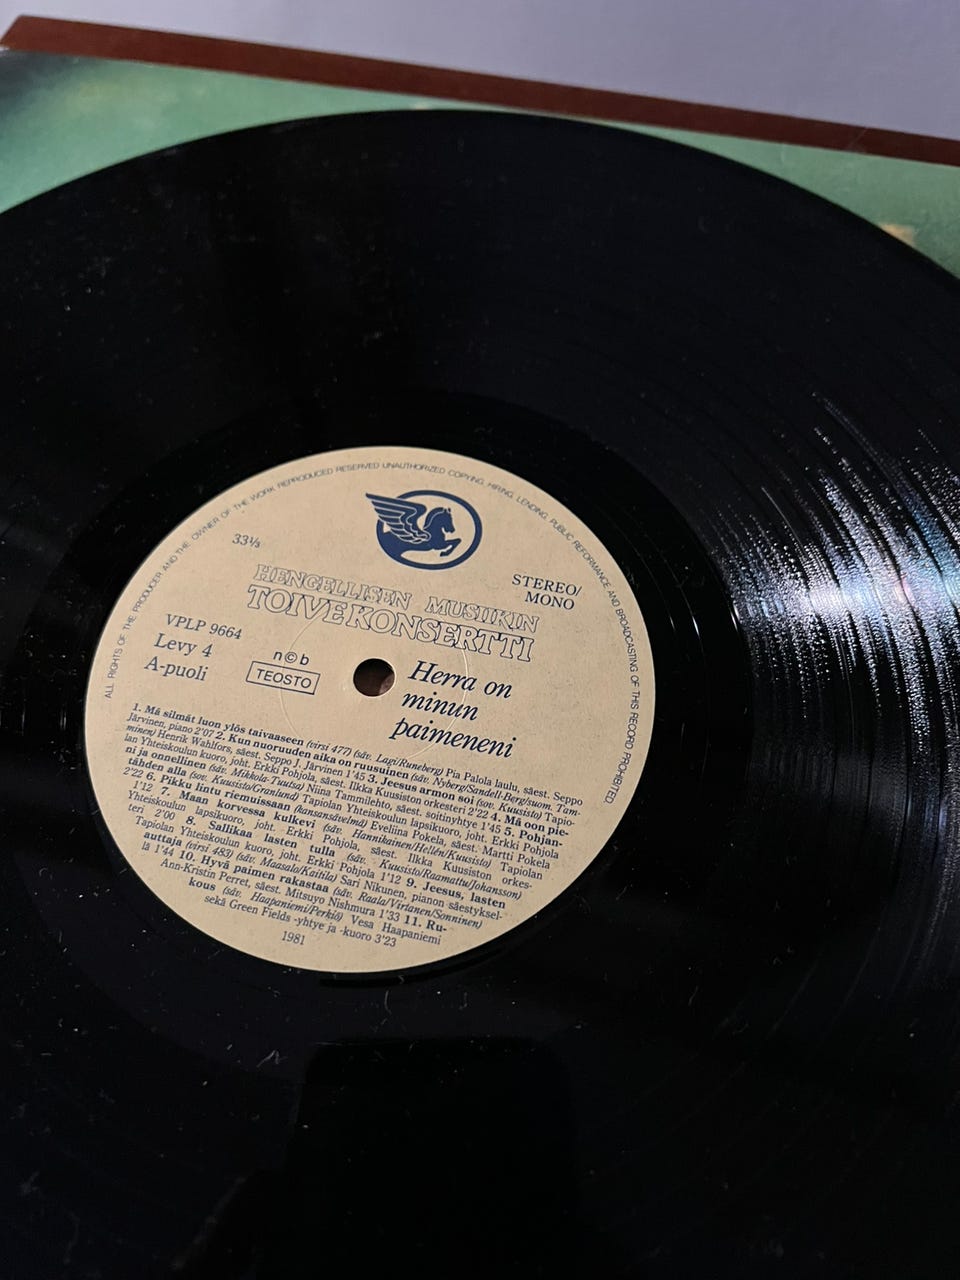 ALL RIGHTS OF THE PRODUCER AND THE OWNER OF THE WORK REPRODUCED RESERVED UNAUTHORIZED COPYING, HIRING, LENDING, PUBLIC REFORMANCE AND BROADCASTING OF THIS RECORD PROHIBITED
33⅓
STEREO/
MONO
HENGELLISEN MUSIIKIN
TOIVEKONSERTTI
VPLP 9664
Levy 4
A-puoli
n©b
TEOSTO
Herra on
minun
paimeneni
1. Mä silmät luon ylös taivaaseen (virsi 477) (säv. Lagi/Runeberg) Pia Palola laulu, säest. Seppo
Järvinen, piano 2'07 2. Kun nuoruuden aika on ruusuinen (säv. Nyberg/Sandell-Berg/suom. Tam-
minen) Henrik Wahlfors, säest. Seppo J. Järvinen 1'45 3. Jeesus armon soi (sov. Kuusisto) Tapio-
lan Yhteiskoulun kuoro, joht. Erkki Pohjola, säest. Ilkka Kuusiston orkesteri 2'22 4. Mä oon pie-
ni ja onnellinen (säv. Mikkola-Tuutsa) Niina Tammilehto, säest. soitinyhtye 1'45 5. Pohjan-
tähden alla (sov. Kuusisto/Granlund) Tapiolan Yhteiskoulun lapsikuoro, joht. Erkki Pohjola
2'22 6. Pikku lintu riemuissaan (kansansävelmä) Eveliina Pokela, säest. Martti Pokela
1'12 7. Maan korvessa kulkevi (säv. Hannikainen/Hellén/Kuusisto) Tapiolan
Yhteiskoulun lapsikuoro, joht. Erkki Pohjola, säest. Ilkka Kuusiston orkes-
teri 2'00 8. Sallikaa lasten tulla (säv. Kuusisto/Raamattu/Johansson)
Tapiolan Yhteiskoulun kuoro, joht. Erkki Pohjola 1'12 9. Jeesus, lasten
auttaja (virsi 483) (säv. Maasalo/Kaitila) Sari Nikunen, pianon säestyksel-
lä 1'44 10. Hyvä paimen rakastaa (säv. Raala/Virlanen/Sonninen)
Ann-Kristin Perret, säest. Mitsuyo Nishmura 1'33 11. Ru-
kous (säv. Haapaniemi/Perkiö) Vesa Haapaniemi
sekä Green Fields -yhtye ja -kuoro 3'23
1981